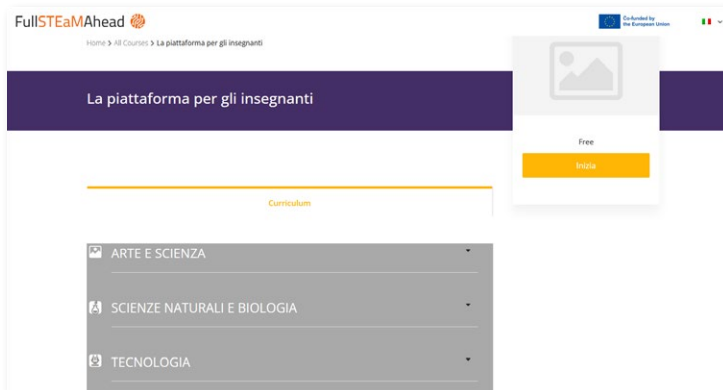 FullSTEaMAhead
Co-funded by
the European Union
Home > All Courses > La piattaforma per gli insegnanti
La piattaforma per gli insegnanti
Free
Inizia
Curriculum
ARTE E SCIENZA
SCIENZE NATURALI E BIOLOGIA
TECNOLOGIA